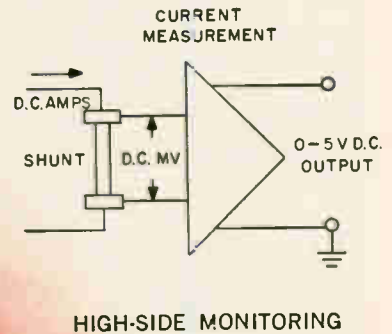 CURRENT
MEASUREMENT
D.C. AMPS
SHUNT
D.C. MV
0-5 V D.C.
OUTPUT
HIGH-SIDE MONITORING